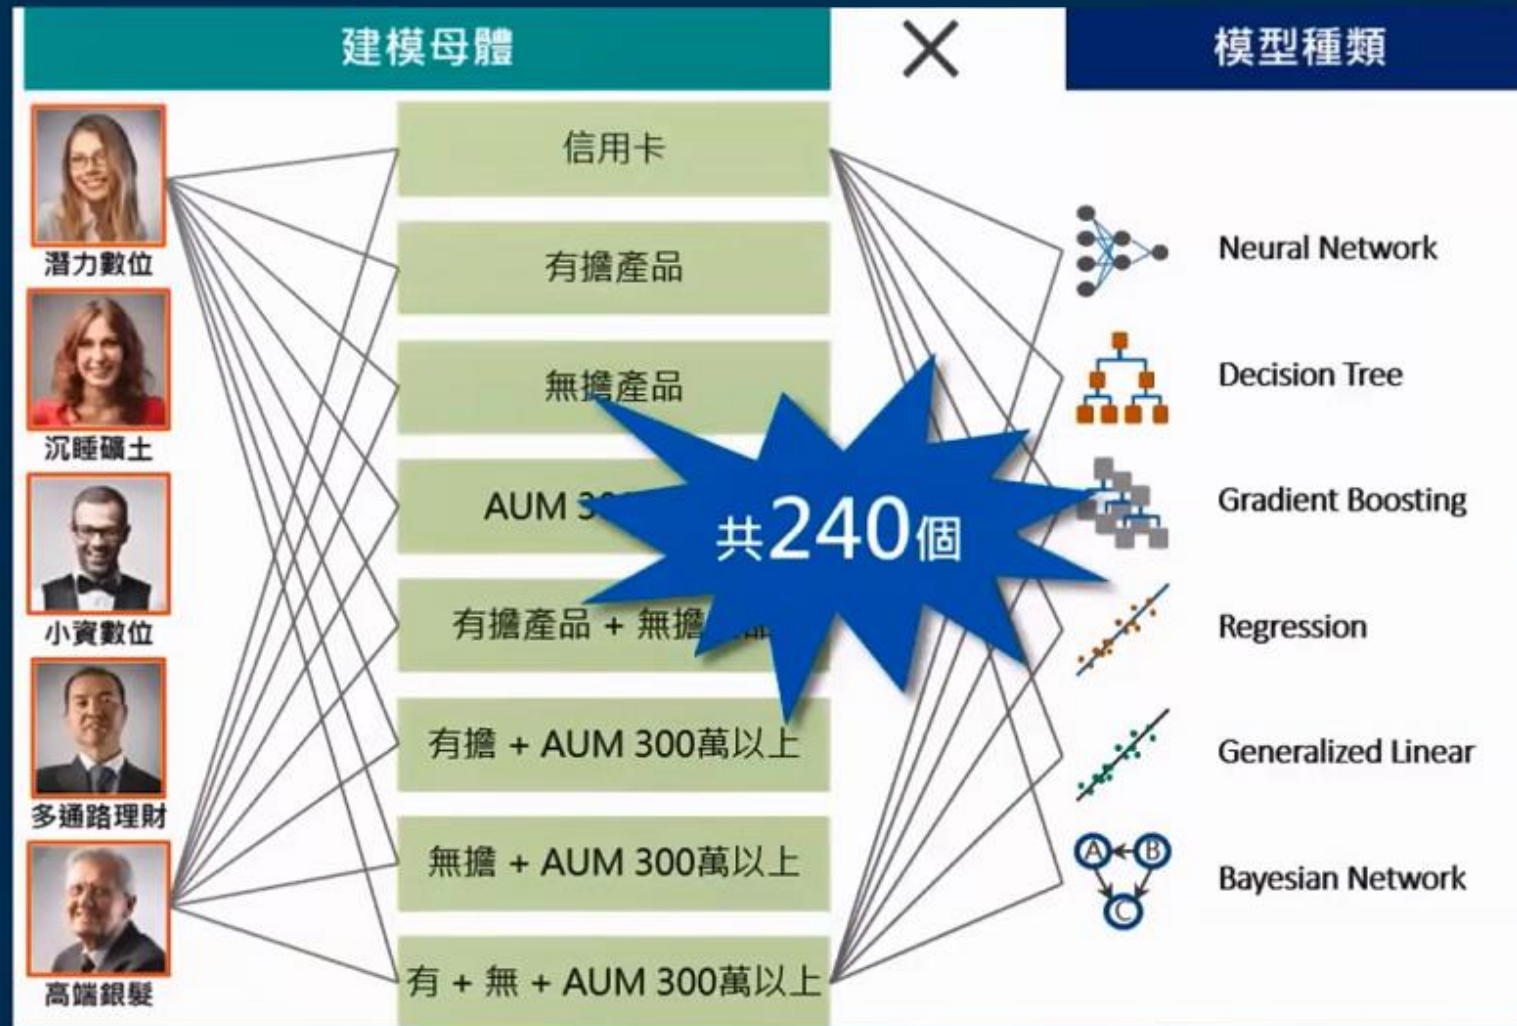 建模母體
模型種類
信用卡
有擔產品
無擔產品
AUM
有擔產品 + 無擔
有擔 + AUM 300萬以上
無擔 + AUM 300萬以上
有 + 無 + AUM 300萬以上
潛力數位
沉睡礦土
小資數位
多通路理財
高端銀髮
共240個
Neural Network
Decision Tree
Gradient Boosting
Regression
Generalized Linear
A B
C
Bayesian Network